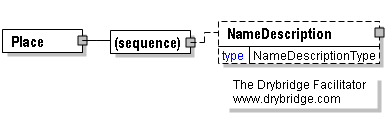 Place
(sequence)
NameDescription
type NameDescriptionType
The Drybridge Facilitator
www.drybridge.com